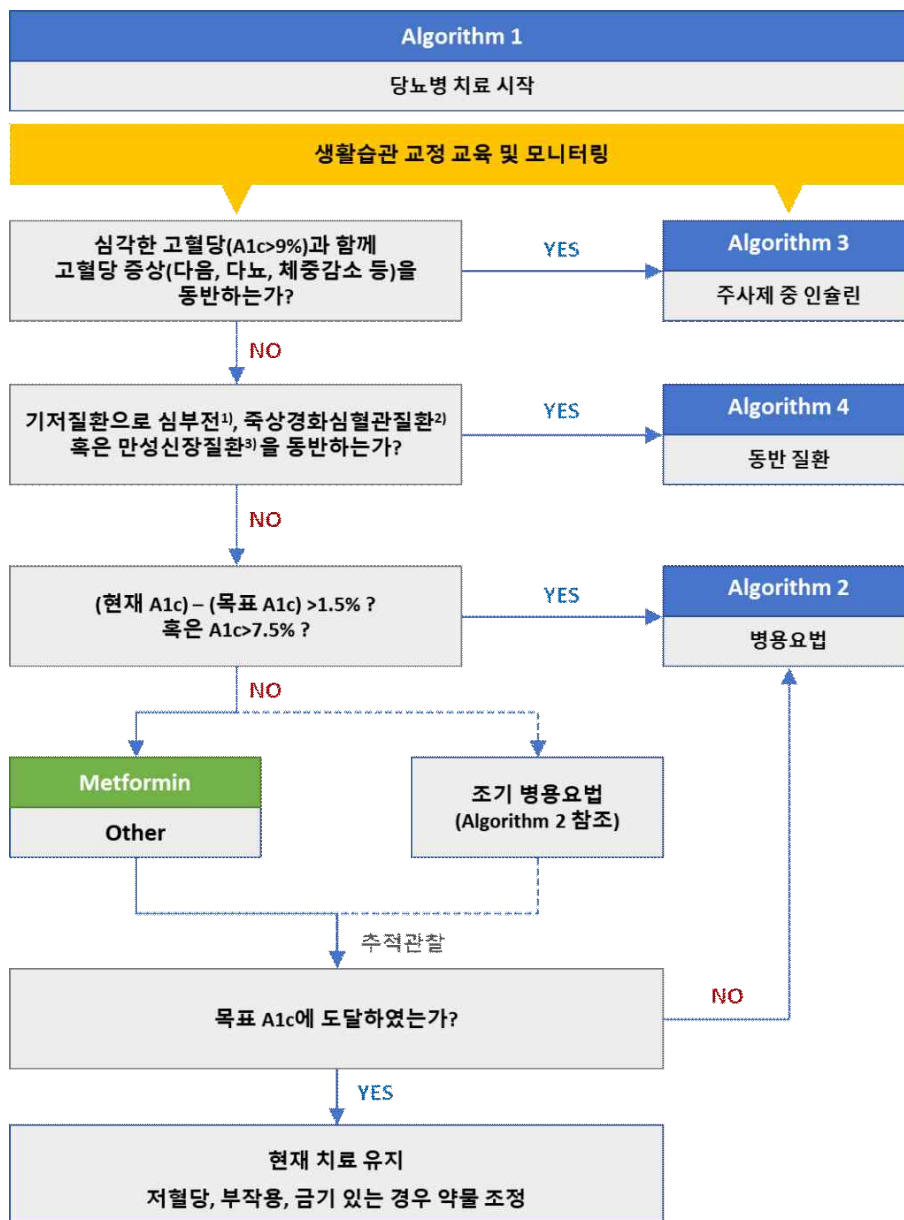 Algorithm 1
당뇨병 치료 시작
생활습관 교정 교육 및 모니터링
심각한 고혈당(A1c>9%)과 함께
고혈당 증상(다음, 다뇨, 체중감소 등)을
동반하는가?
YES
Algorithm 3
주사제 중 인슐린
NO
기저질환으로 심부전1), 죽상경화심혈관질환2)
혹은 만성신장질환3)을 동반하는가?
YES
Algorithm 4
동반 질환
NO
(현재 A1c) – (목표 A1c) >1.5% ?
혹은 A1c>7.5% ?
YES
Algorithm 2
병용요법
NO
Metformin
Other
조기 병용요법
(Algorithm 2 참조)
추적관찰
목표 A1c에 도달하였는가?
NO
YES
현재 치료 유지
저혈당, 부작용, 금기 있는 경우 약물 조정